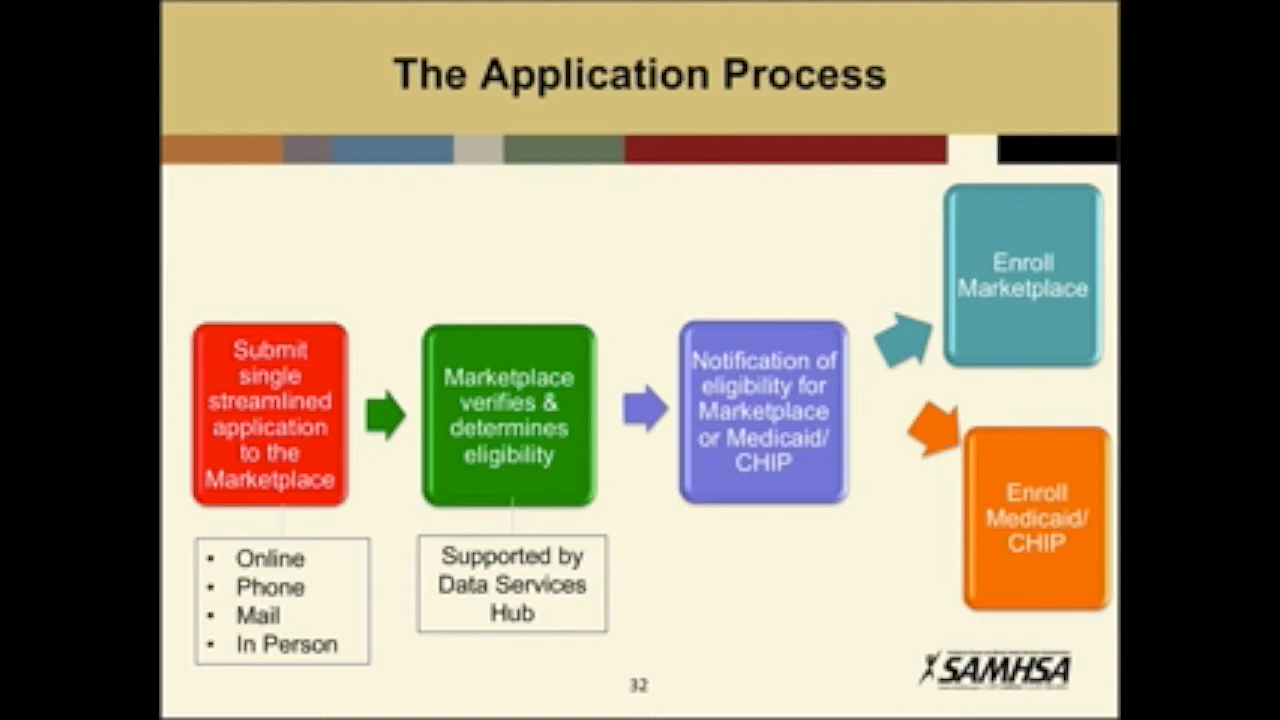 The Application Process
Submit
single
streamlined
application
to the
Marketplace
Marketplace
verifies &
determines
eligibility
Notification of
eligibility for
Marketplace
or Medicaid/
CHIP
Enroll
Marketplace
Enroll
Medicaid/
CHIP
• Online
• Phone
• Mail
• In Person
Supported by
Data Services
Hub
32
SAMHSA